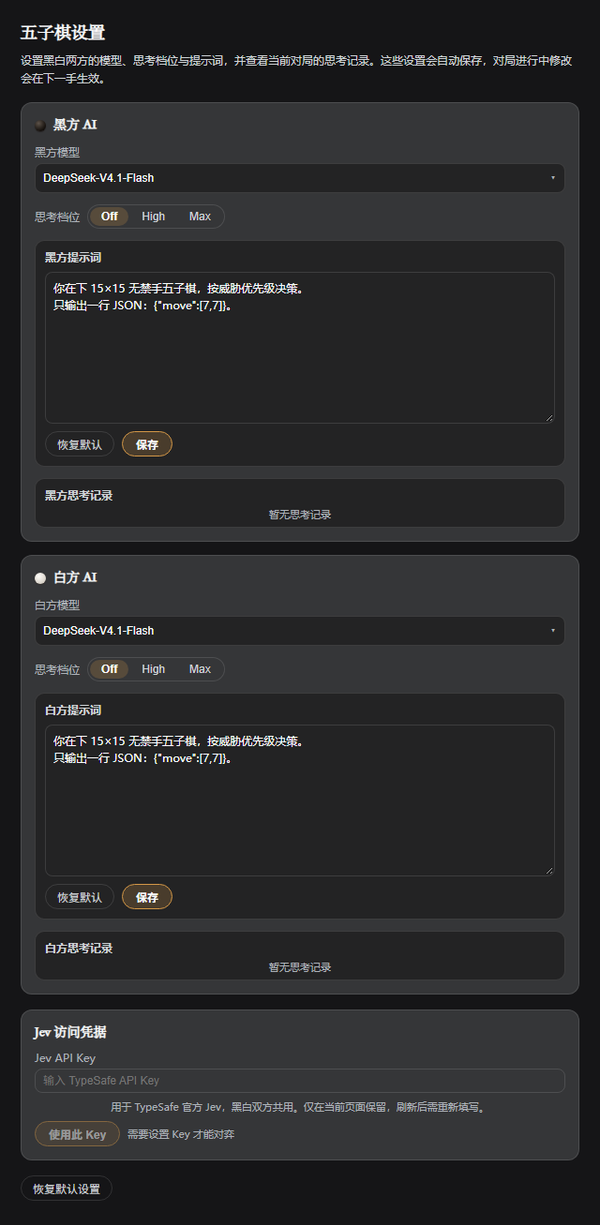 五子棋设置
设置黑白两方的模型、思考档位与提示词，并查看当前对局的思考记录。这些设置会自动保存，对局进行中修改
会在下一手生效。
黑方 AI
黑方模型
DeepSeek-V4.1-Flash
思考档位 Off High Max
黑方提示词
你在下 15×15 无禁手五子棋，按威胁优先级决策。
只输出一行 JSON：{"move":[7,7]}。
恢复默认 保存
黑方思考记录
暂无思考记录
白方 AI
白方模型
DeepSeek-V4.1-Flash
思考档位 Off High Max
白方提示词
你在下 15×15 无禁手五子棋，按威胁优先级决策。
只输出一行 JSON：{"move":[7,7]}。
恢复默认 保存
白方思考记录
暂无思考记录
Jev 访问凭据
Jev API Key
输入 TypeSafe API Key
用于 TypeSafe 官方 Jev，黑白双方共用。仅在当前页面保留，刷新后需重新填写。
使用此 Key 需要设置 Key 才能对弈
恢复默认设置